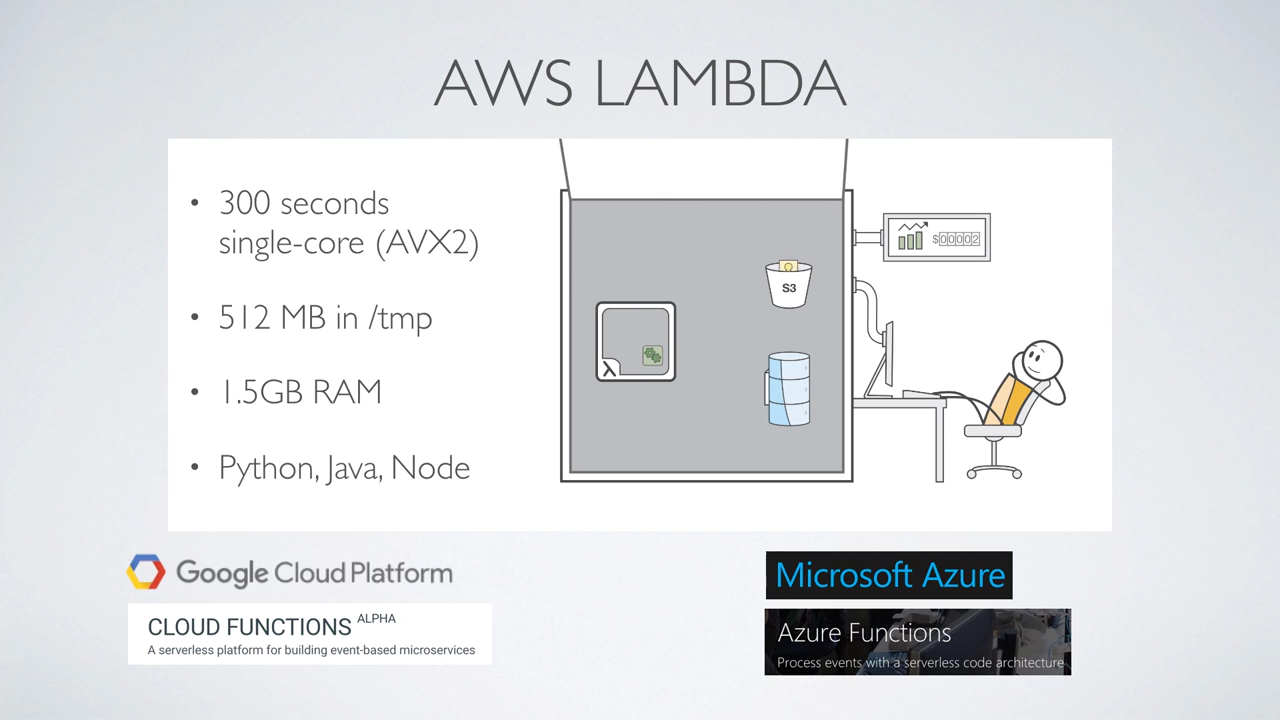 AWS LAMBDA
• 300 seconds
single-core (AVX2)
• 512 MB in /tmp
• 1.5GB RAM
• Python, Java, Node
$00002
S3
λ
Google Cloud Platform
CLOUD FUNCTIONS ALPHA
A serverless platform for building event-based microservices
Microsoft Azure
Azure Functions
Process events with a serverless code architecture